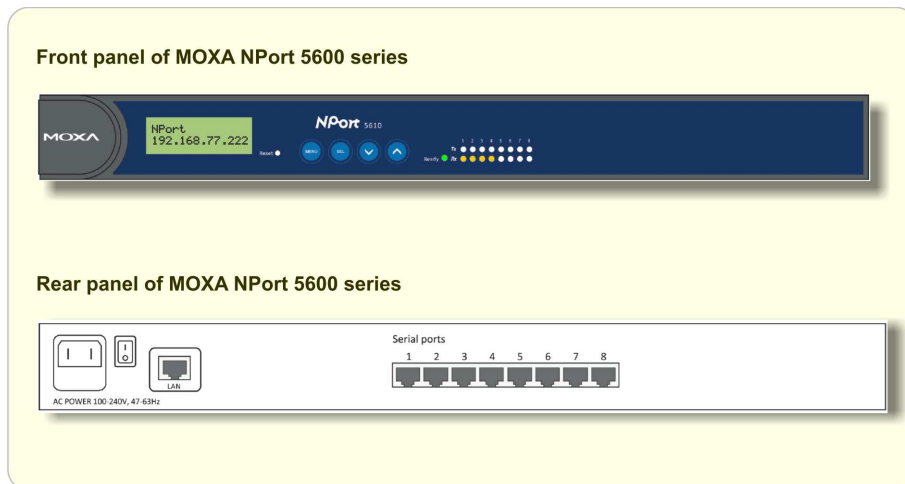 Front panel of MOXA NPort 5600 series
MOXA
NPort
192.168.77.222
Reset
NPort 5610
MENU
SEL
1 2 3 4 5 6 7 8
Tx
Ready Rx
Rear panel of MOXA NPort 5600 series
Serial ports
1 2 3 4 5 6 7 8
LAN
AC POWER 100-240V, 47-63Hz